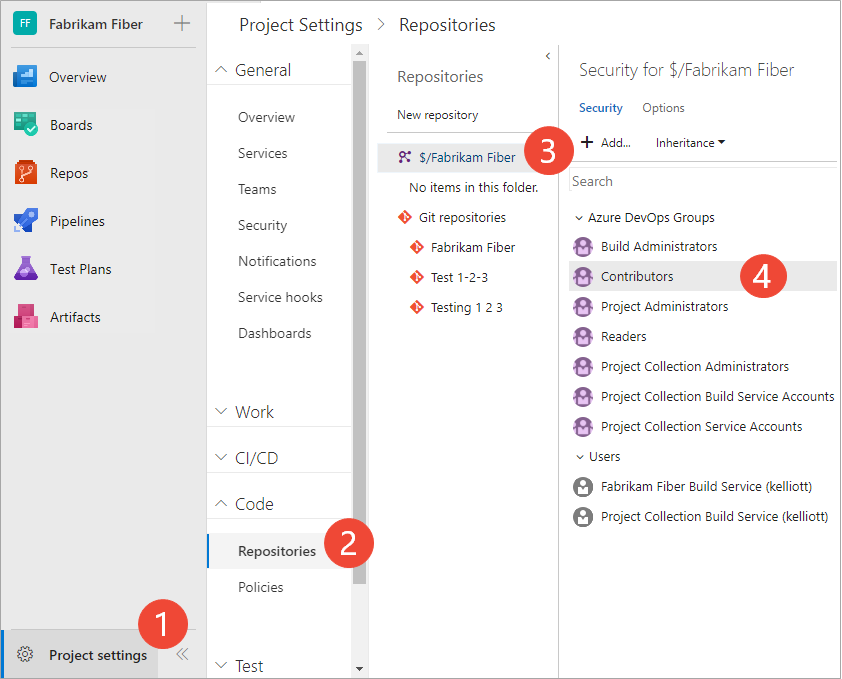 FF Fabrikam Fiber
Overview
Boards
Repos
Pipelines
Test Plans
Artifacts
1
Project settings
Project Settings > Repositories
General
Overview
Services
Teams
Security
Notifications
Service hooks
Dashboards
Work
CI/CD
Code
Repositories
2
Policies
Test
Repositories
New repository
$/Fabrikam Fiber
3
No items in this folder.
Git repositories
Fabrikam Fiber
Test 1-2-3
Testing 1 2 3
Security for $/Fabrikam Fiber
Security Options
+ Add... Inheritance
Search
Azure DevOps Groups
Build Administrators
Contributors
4
Project Administrators
Readers
Project Collection Administrators
Project Collection Build Service Accounts
Project Collection Service Accounts
Users
Fabrikam Fiber Build Service (kelliott)
Project Collection Build Service (kelliott)